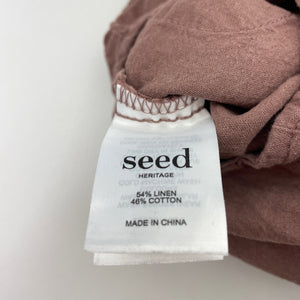 seed
HERITAGE
54% LINEN
46% COTTON
MADE IN CHINA